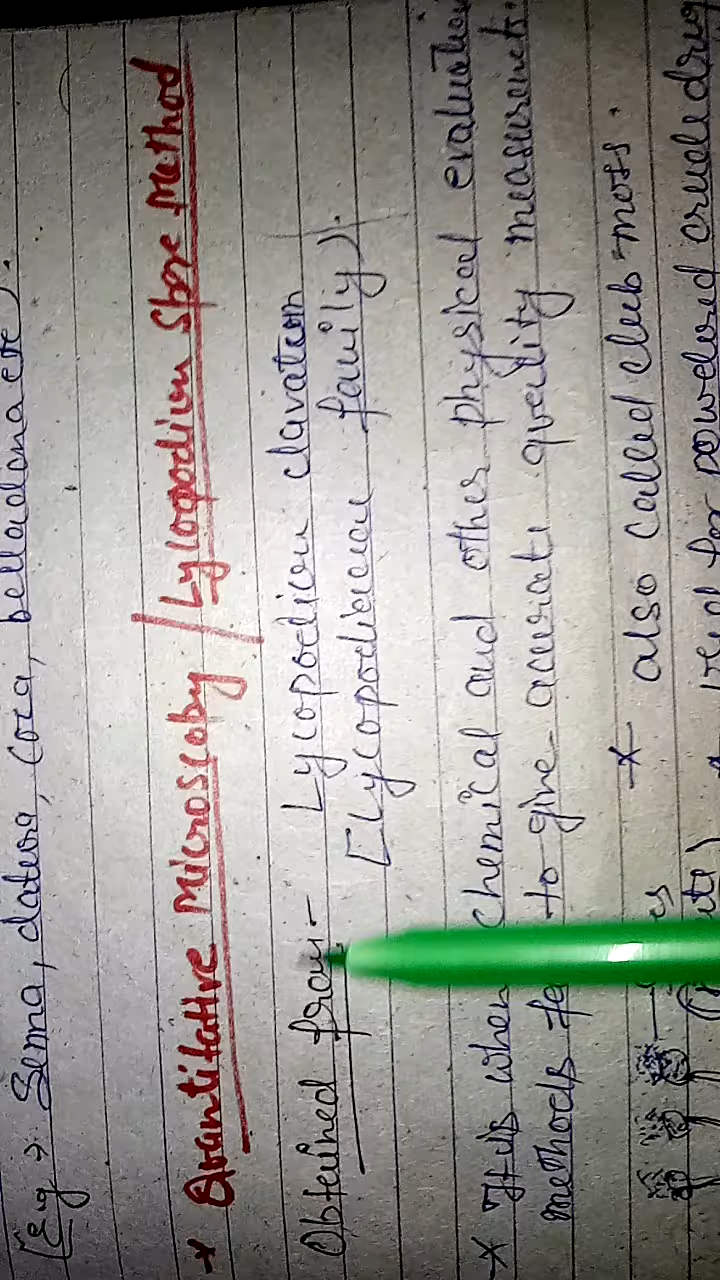 [Eg → Senna, datura, coca, belladona etc).
* Quantitative Microscopy / Lycopodium Spore Method
Obtained from - Lycopodium clavatum
[Lycopodiaceae family).
* It is when chemical and other physical evaluation
methods to give accurate quality measurements.
* also called club-moss.
used for powdered crude drug